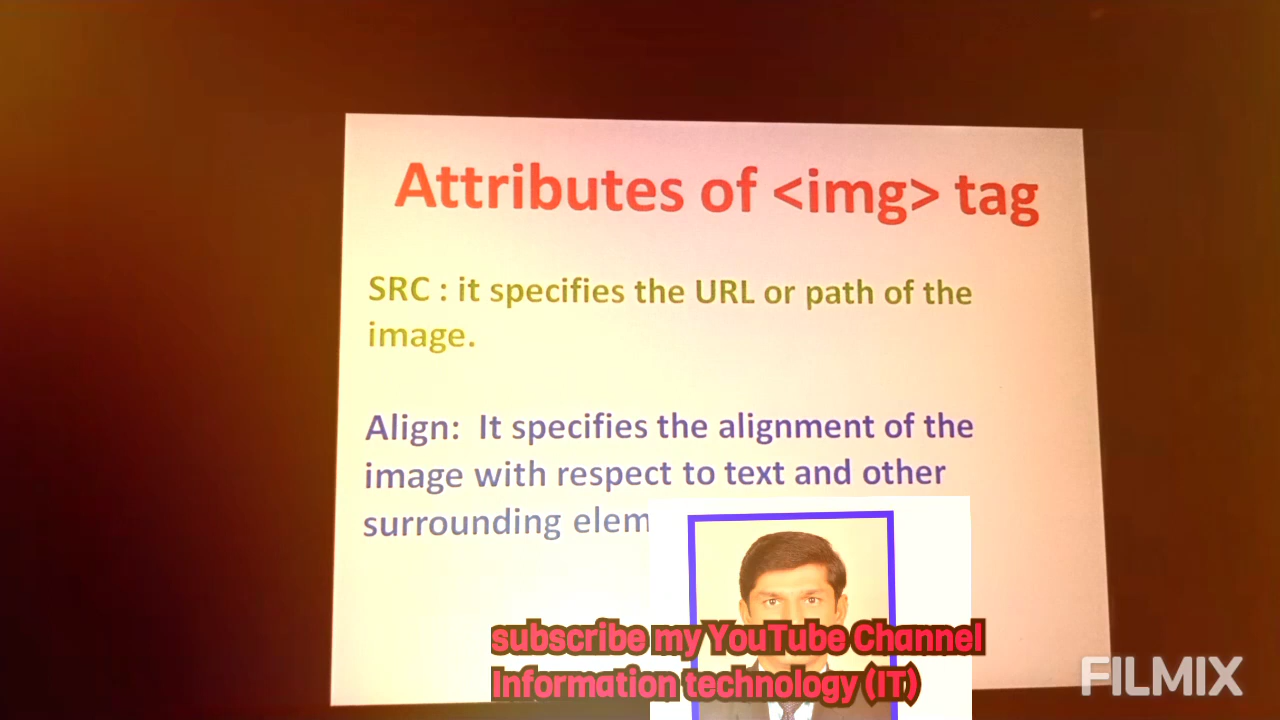 Attributes of <img> tag
SRC : it specifies the URL or path of the
image.
Align: It specifies the alignment of the
image with respect to text and other
surrounding elem
subscribe my YouTube Channel
Information technology (IT)
FILMIX